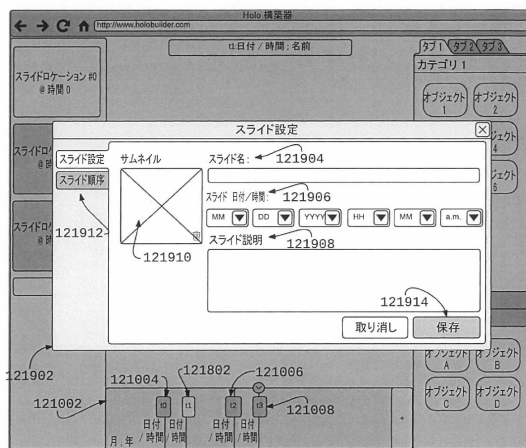 Holo 構築器
http://www.holobuilder.com
t1日付 / 時間 ; 名前
タブ 1 タブ 2 タブ 3
カテゴリ 1
スライドロケーション #0
@ 時間 0
オブジェクト
1
オブジェクト
2
スライド設定
スライド設定
スライド順序
サムネイル
スライド名 :
121904
スライド 日付／時間:
121906
MM
DD
YYYY
HH
MM
a.m.
スライド説明
121908
121912
121910
121914
取り消し
保存
121902
121002
121004
121802
121006
121008
t0
t1
t2
t3
月 , 年
日付
/ 時間
日付
/ 時間
日付
/ 時間
日付
/ 時間
+
オブジェクト
A
オブジェクト
B
オブジェクト
C
オブジェクト
D